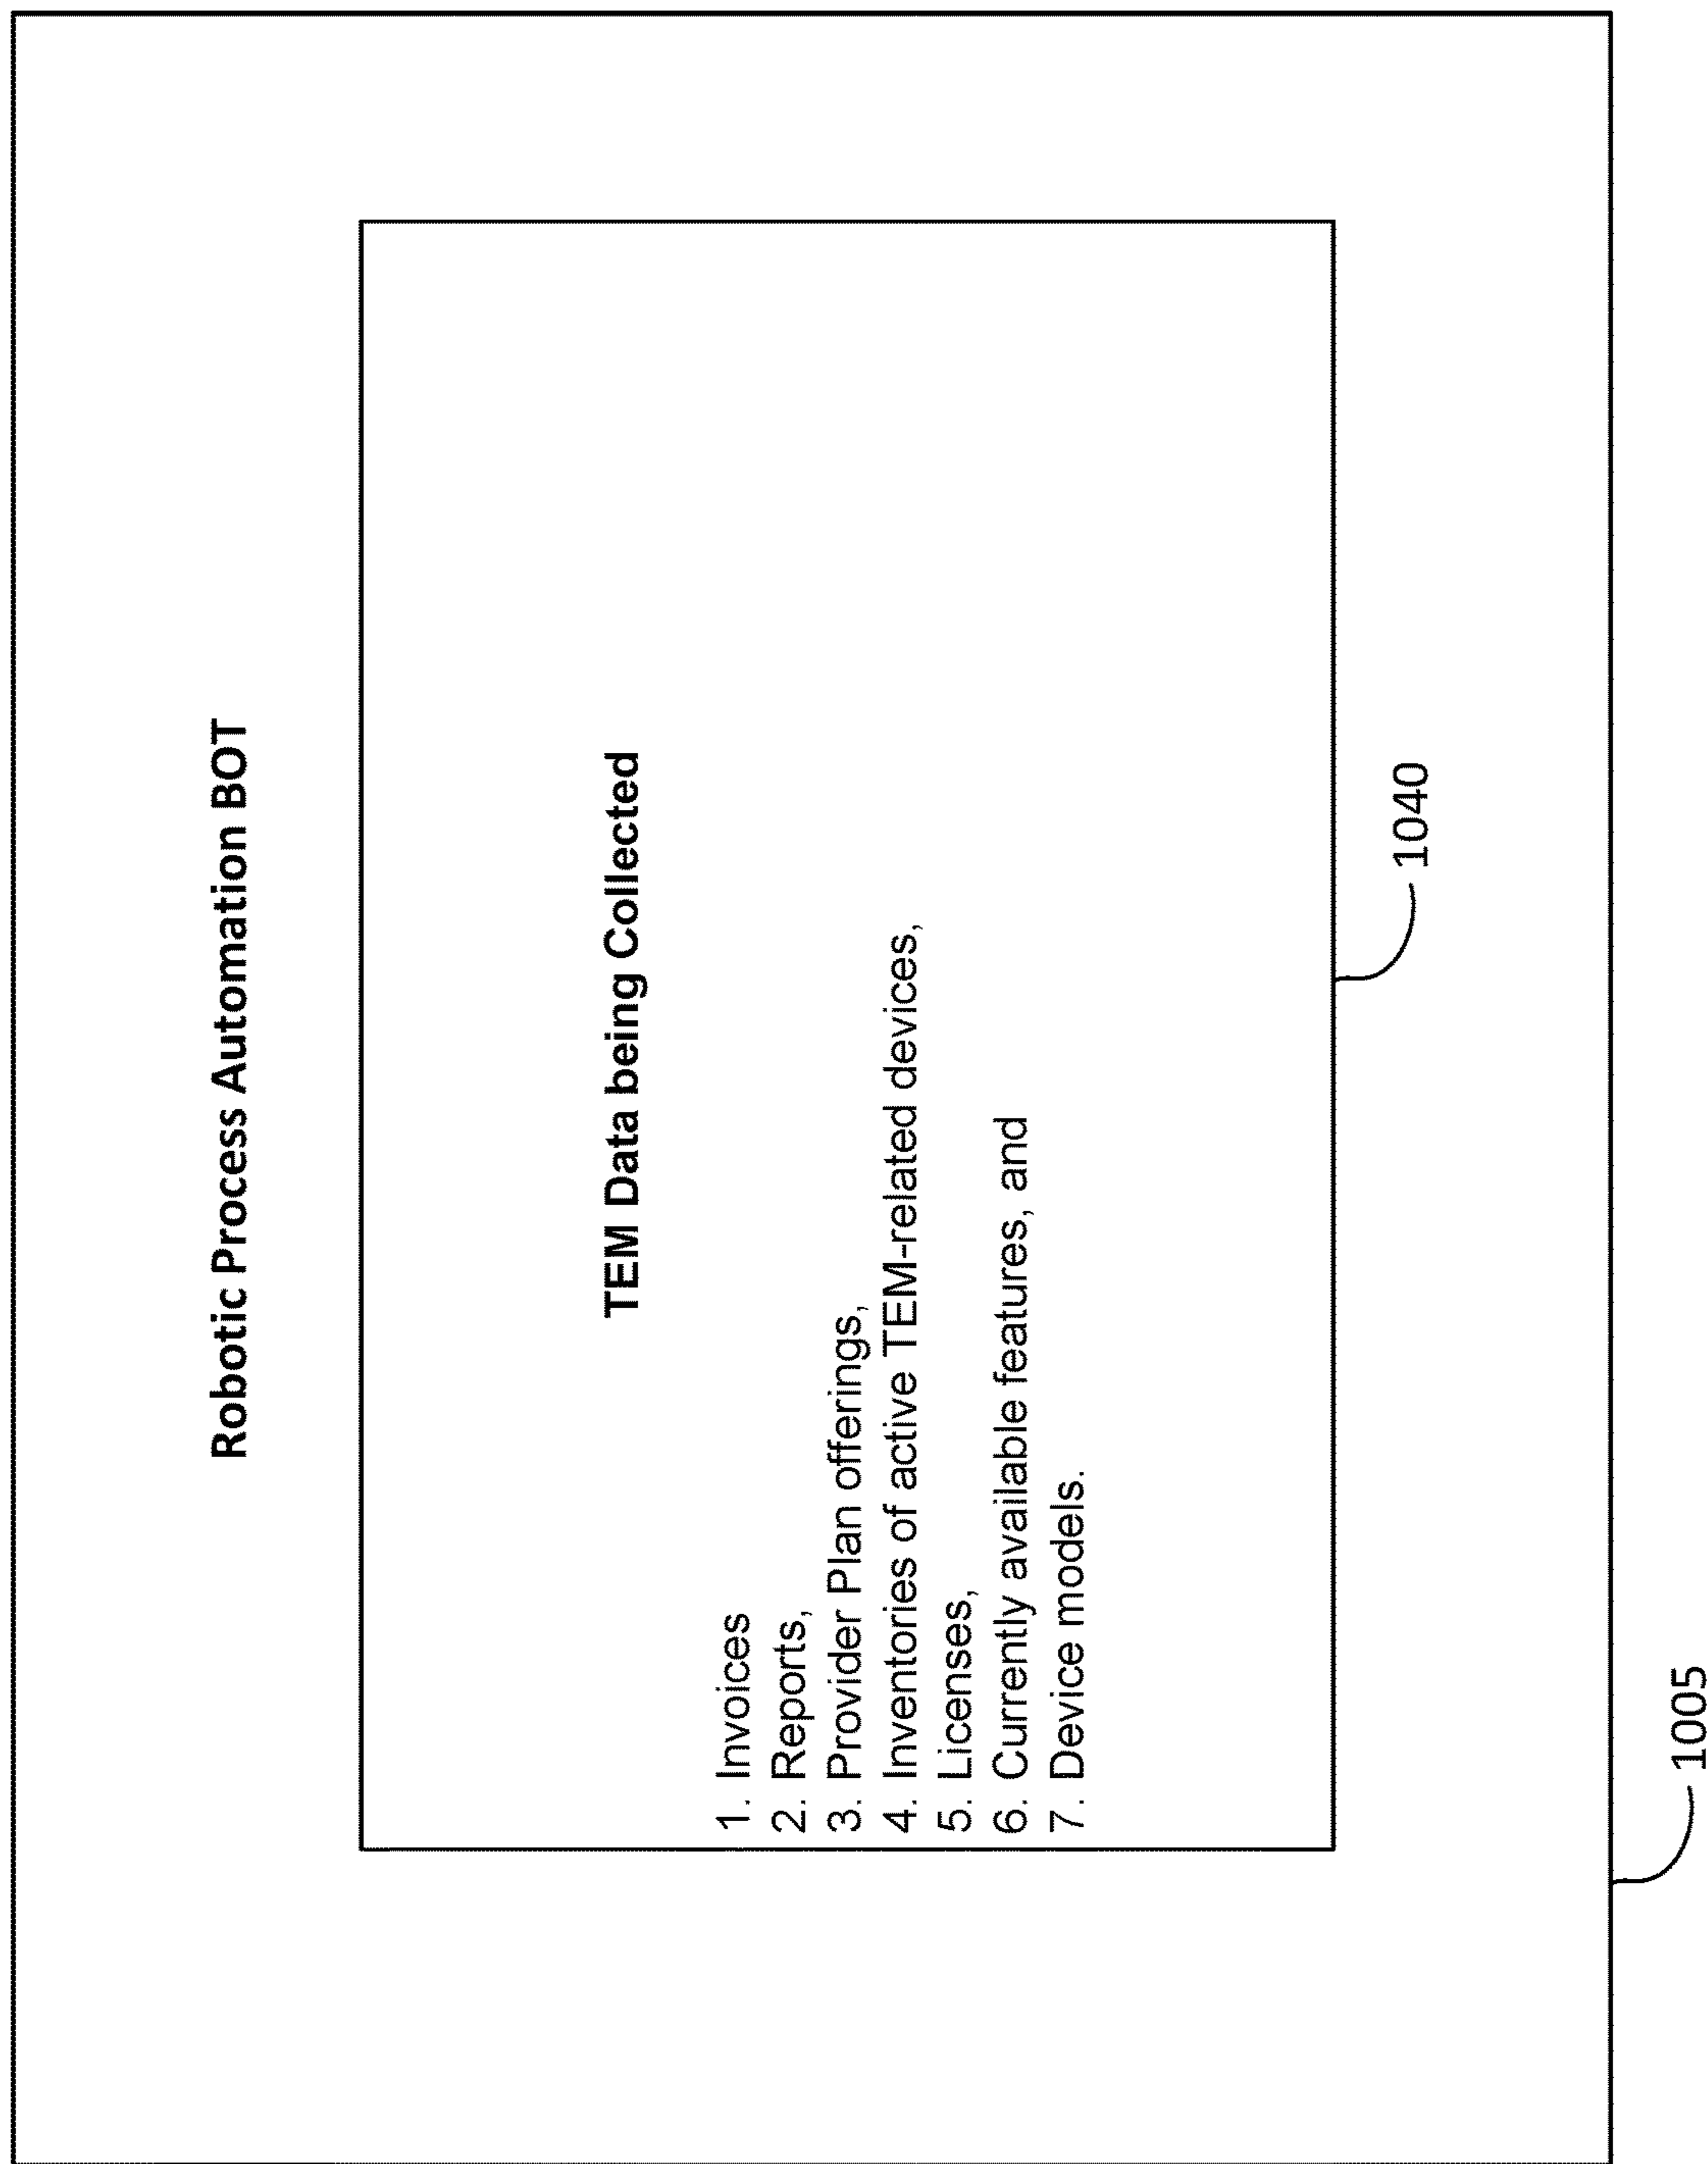 Robotic Process Automation BOT
TEM Data being Collected
1. Invoices
2. Reports,
3. Provider Plan offerings,
4. Inventories of active TEM-related devices,
5. Licenses,
6. Currently available features, and
7. Device models.
1040
1005